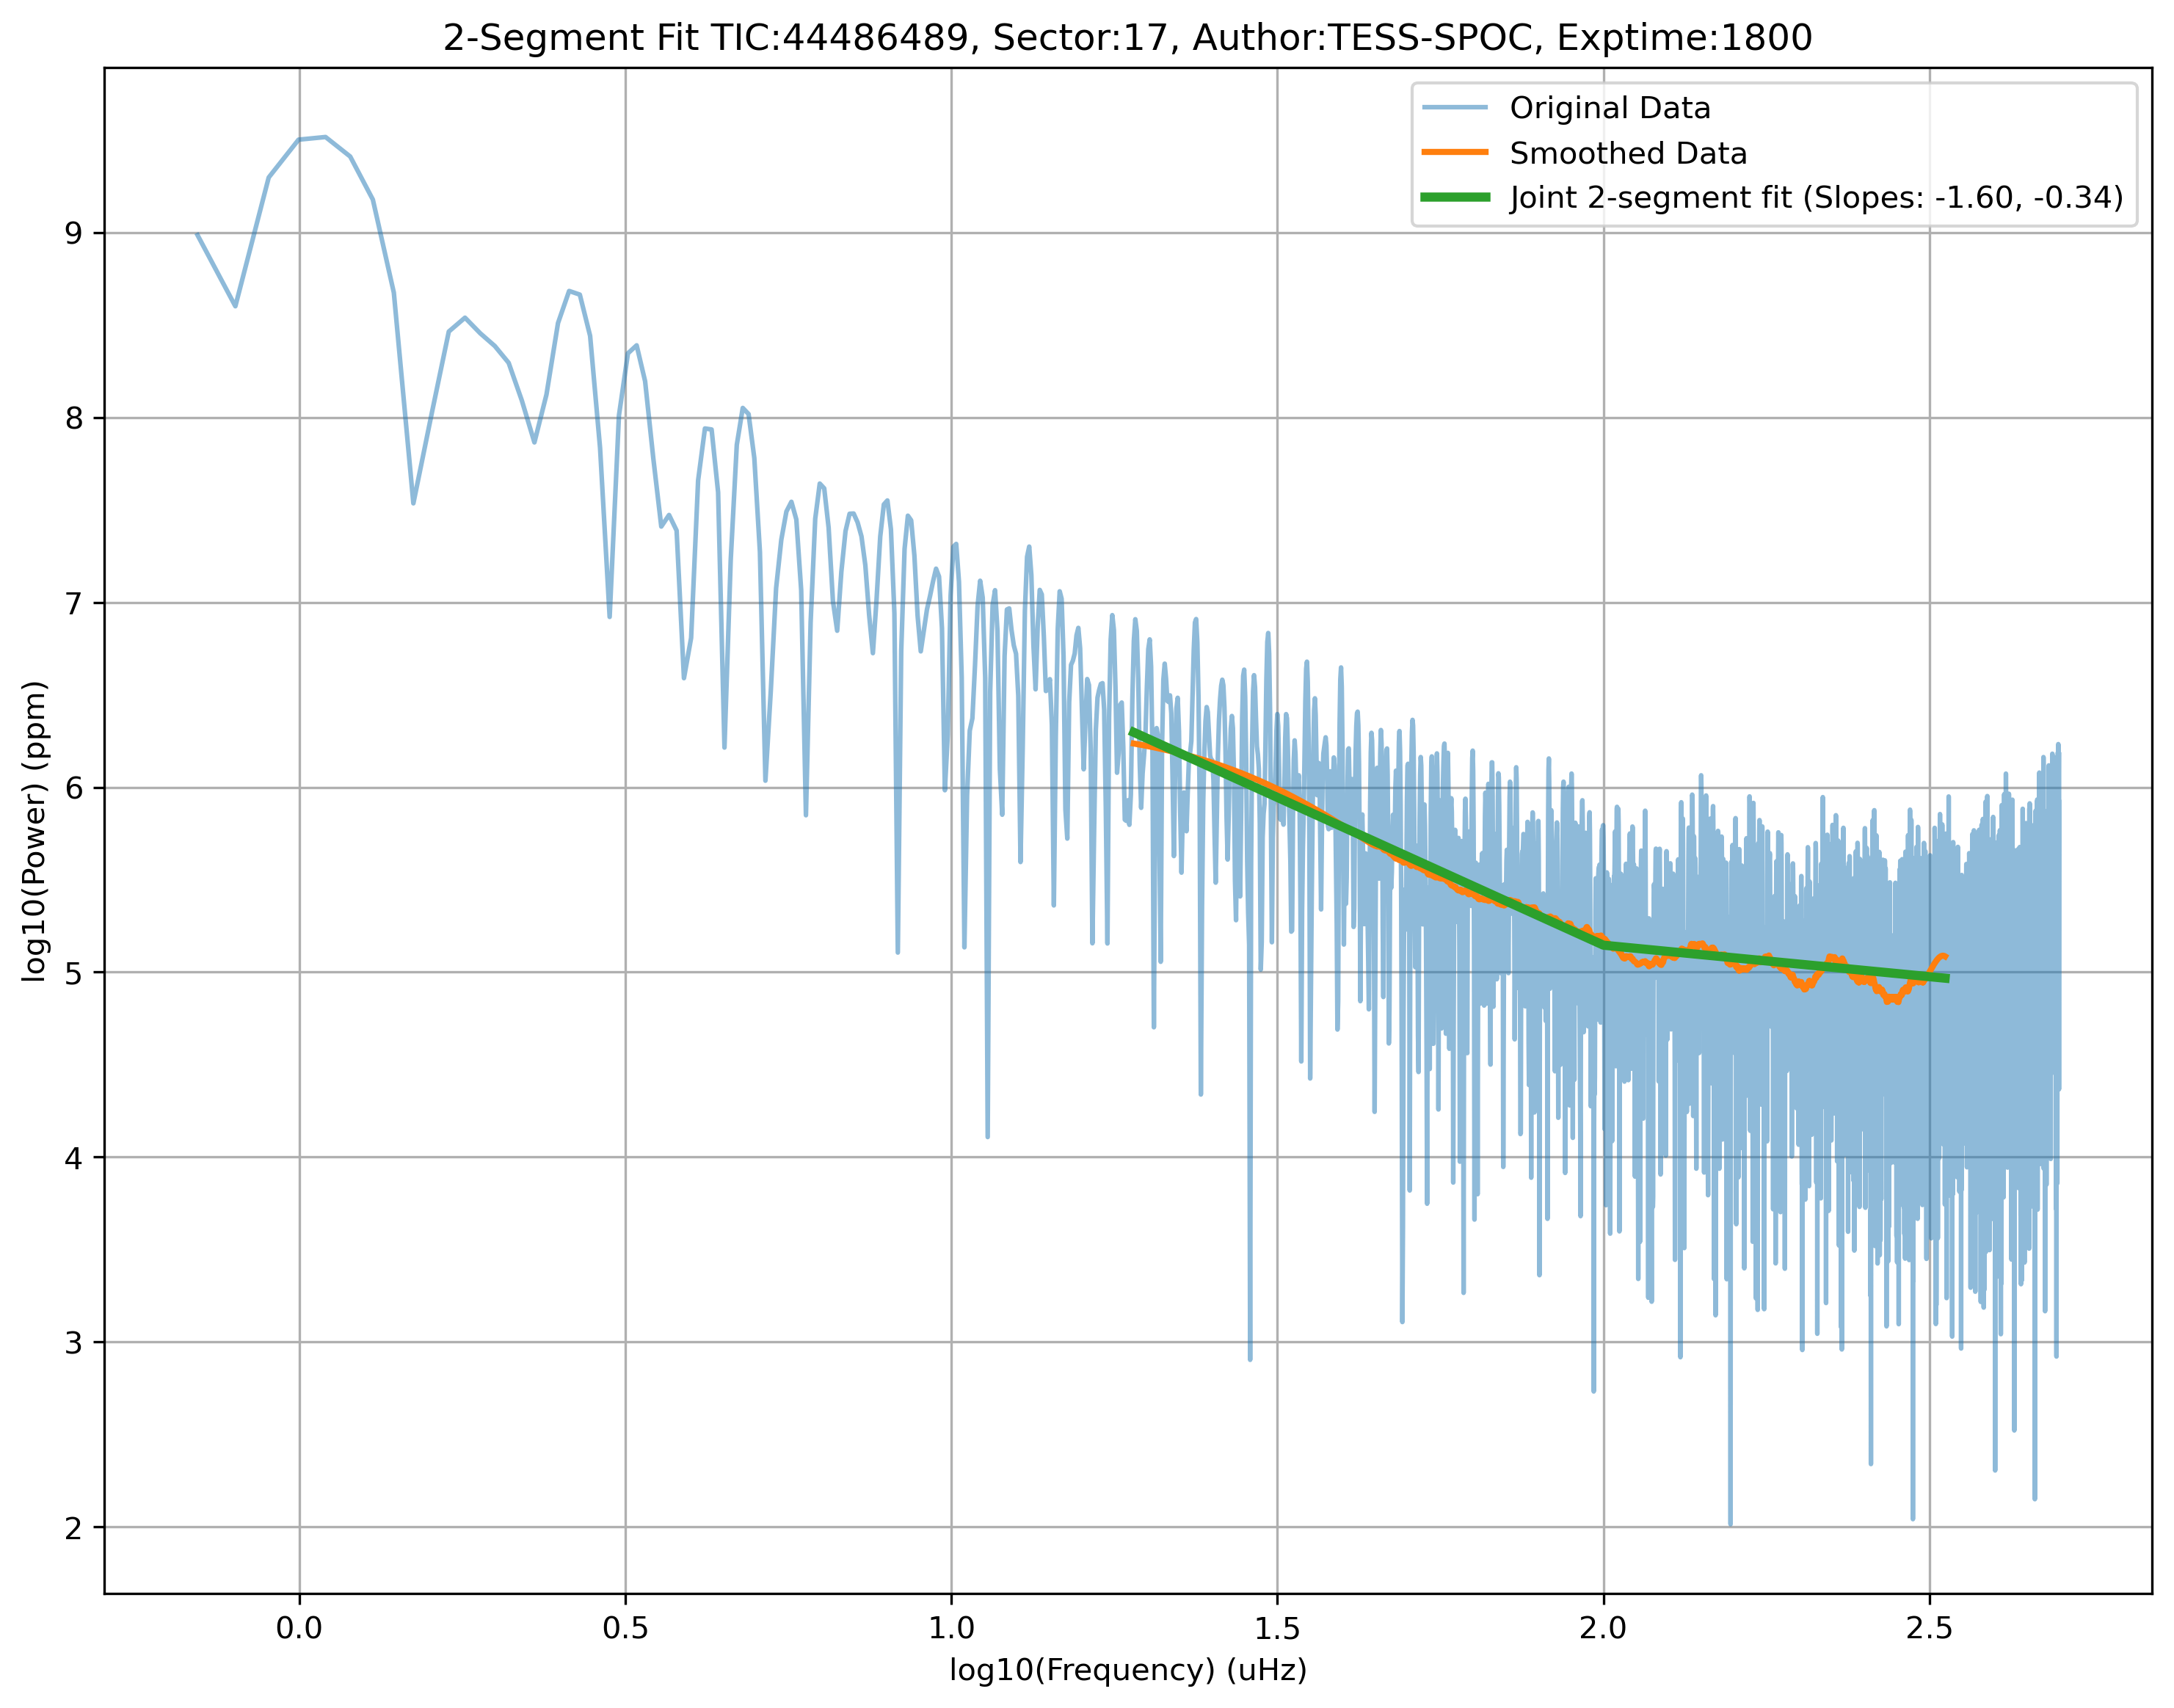 2-Segment Fit TIC:44486489, Sector:17, Author:TESS-SPOC, Exptime:1800
Original Data
Smoothed Data
Joint 2-segment fit (Slopes: -1.60, -0.34)
log10(Power) (ppm)
9
8
7
6
5
4
3
2
0.0 0.5 1.0 1.5 2.0 2.5
log10(Frequency) (uHz)